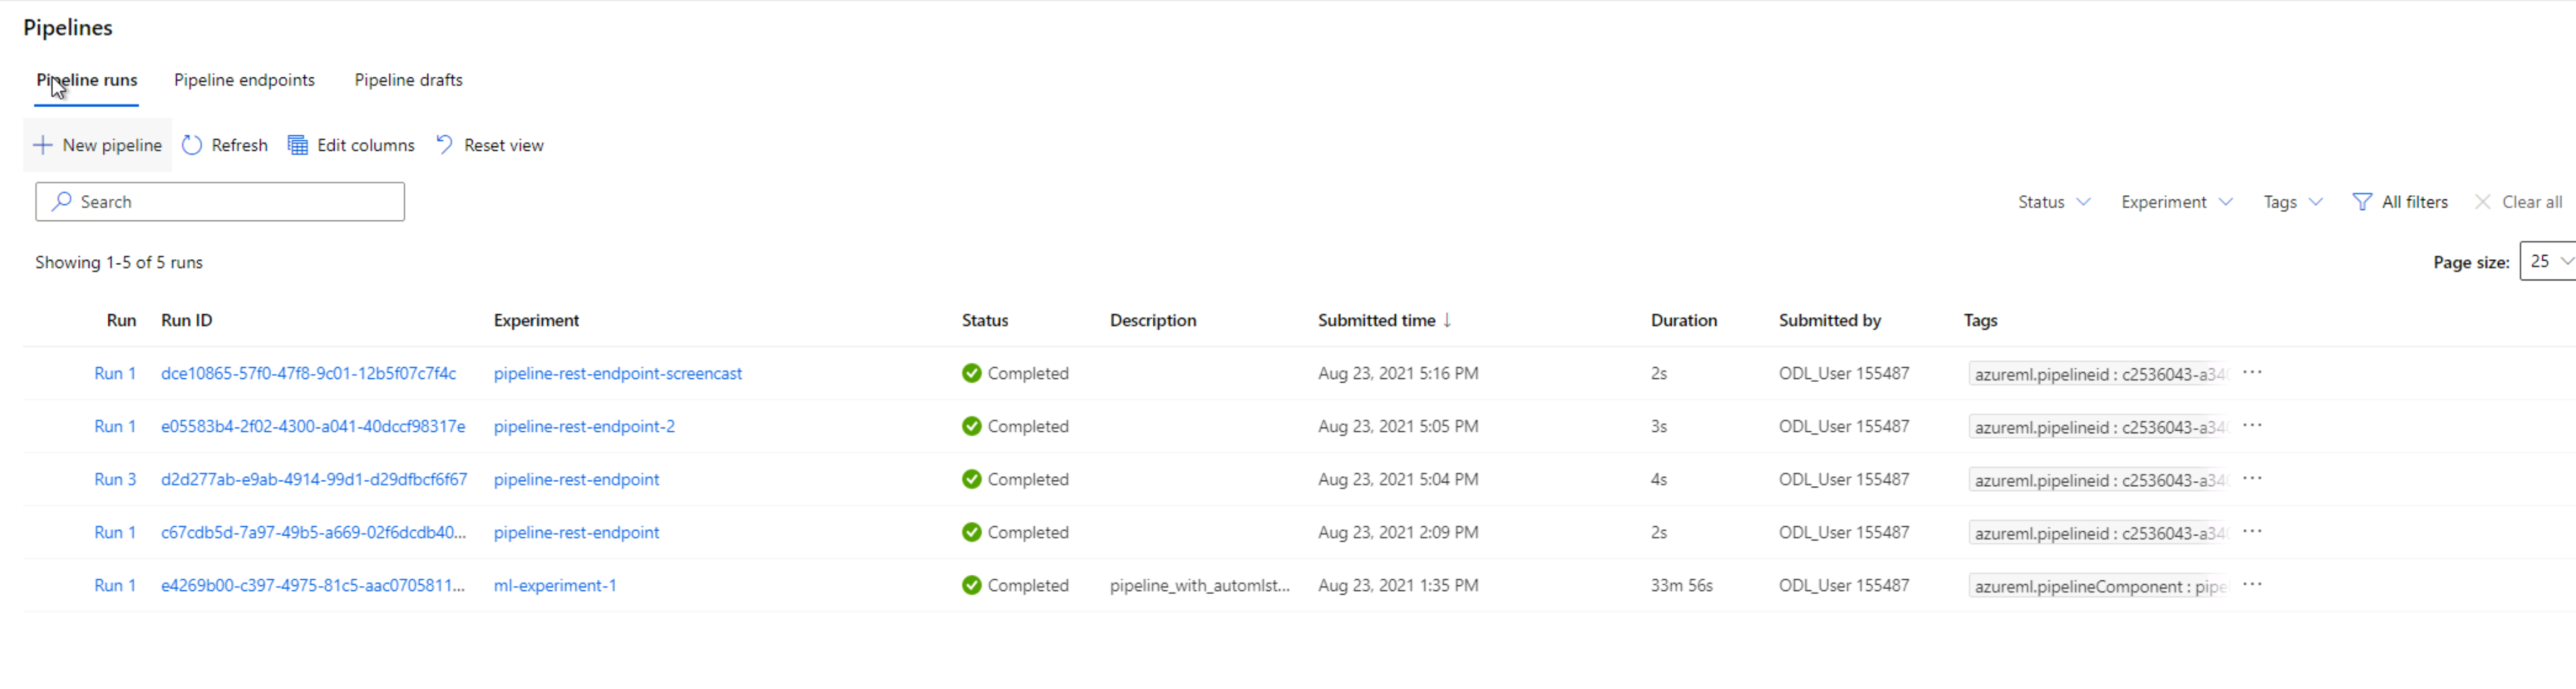 Pipelines
Pipeline runs Pipeline endpoints Pipeline drafts
New pipeline Refresh Edit columns Reset view
Search Status Experiment Tags All filters Clear all
Showing 1-5 of 5 runs Page size: 25
Run Run ID Experiment Status Description Submitted time ↓ Duration Submitted by Tags
Run 1 dce10865-57f0-47f8-9c01-12b5f07c7f4c pipeline-rest-endpoint-screencast Completed Aug 23, 2021 5:16 PM 2s ODL_User 155487 azureml.pipelineid : c2536043-a340 ...
Run 1 e05583b4-2f02-4300-a041-40dccf98317e pipeline-rest-endpoint-2 Completed Aug 23, 2021 5:05 PM 3s ODL_User 155487 azureml.pipelineid : c2536043-a340 ...
Run 3 d2d277ab-e9ab-4914-99d1-d29dfbcf6f67 pipeline-rest-endpoint Completed Aug 23, 2021 5:04 PM 4s ODL_User 155487 azureml.pipelineid : c2536043-a340 ...
Run 1 c67cdb5d-7a97-49b5-a669-02f6dcdb40... pipeline-rest-endpoint Completed Aug 23, 2021 2:09 PM 2s ODL_User 155487 azureml.pipelineid : c2536043-a340 ...
Run 1 e4269b00-c397-4975-81c5-aac0705811... ml-experiment-1 Completed pipeline_with_automlst... Aug 23, 2021 1:35 PM 33m 56s ODL_User 155487 azureml.pipelineComponent : pipe ...